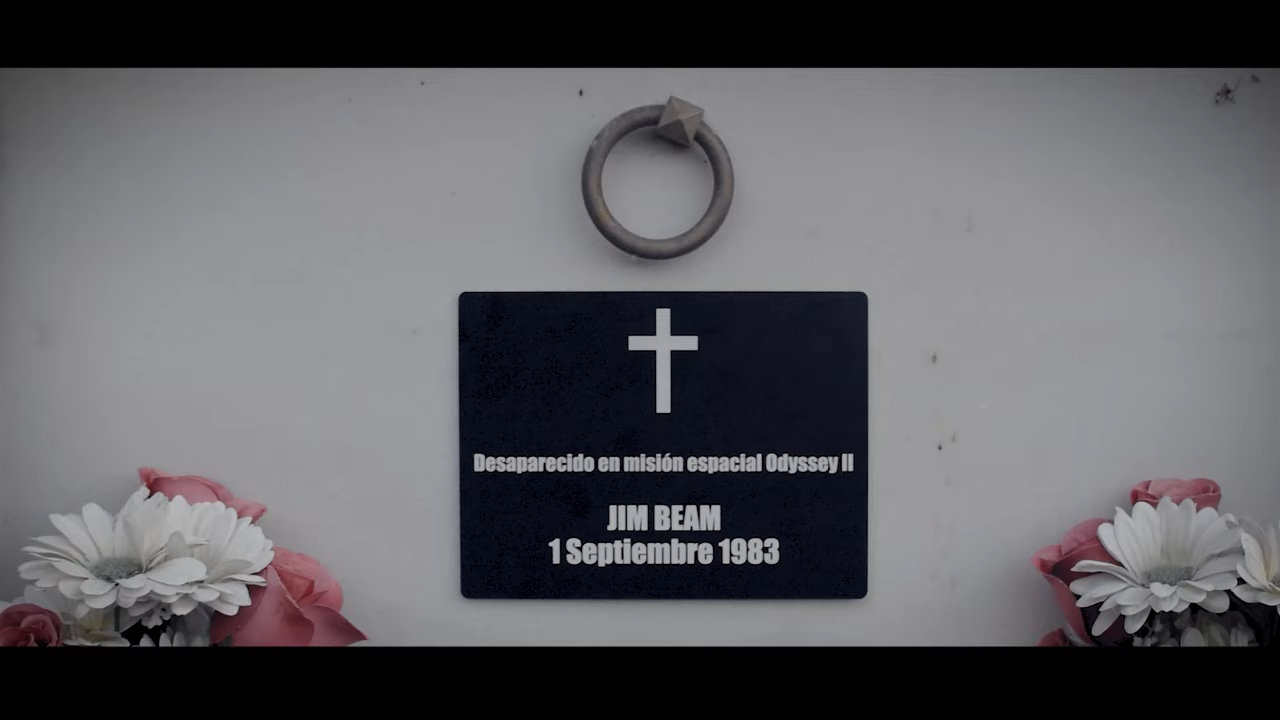 Desaparecido en misión espacial Odyssey II
JIM BEAM
1 Septiembre 1983